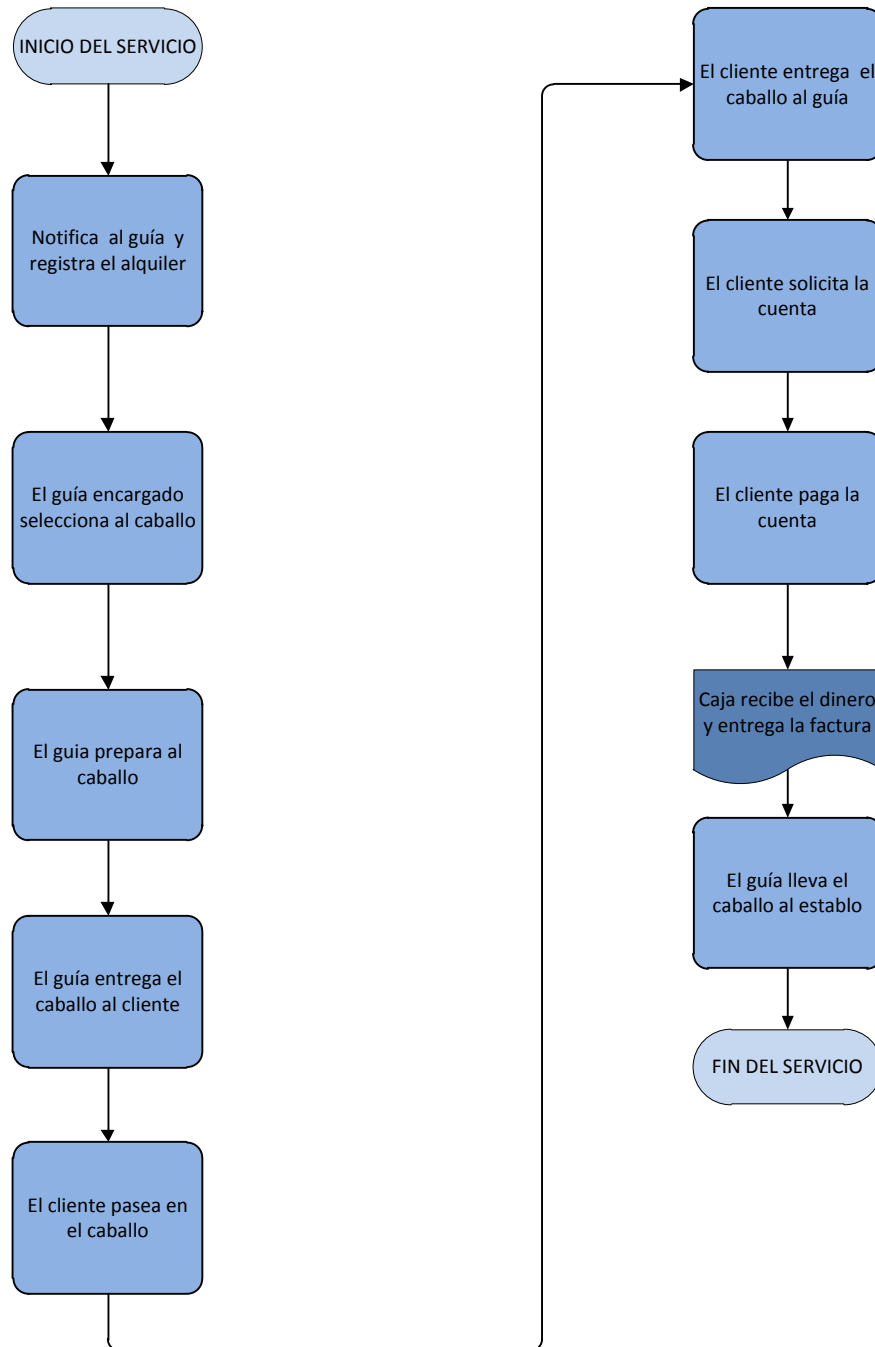 INICIO DEL SERVICIO
Notifica al guía y
registra el alquiler
El guía encargado
selecciona al caballo
El guia prepara al
caballo
El guía entrega el
caballo al cliente
El cliente pasea en
el caballo
El cliente entrega el
caballo al guía
El cliente solicita la
cuenta
El cliente paga la
cuenta
Caja recibe el dinero
y entrega la factura
El guía lleva el
caballo al establo
FIN DEL SERVICIO